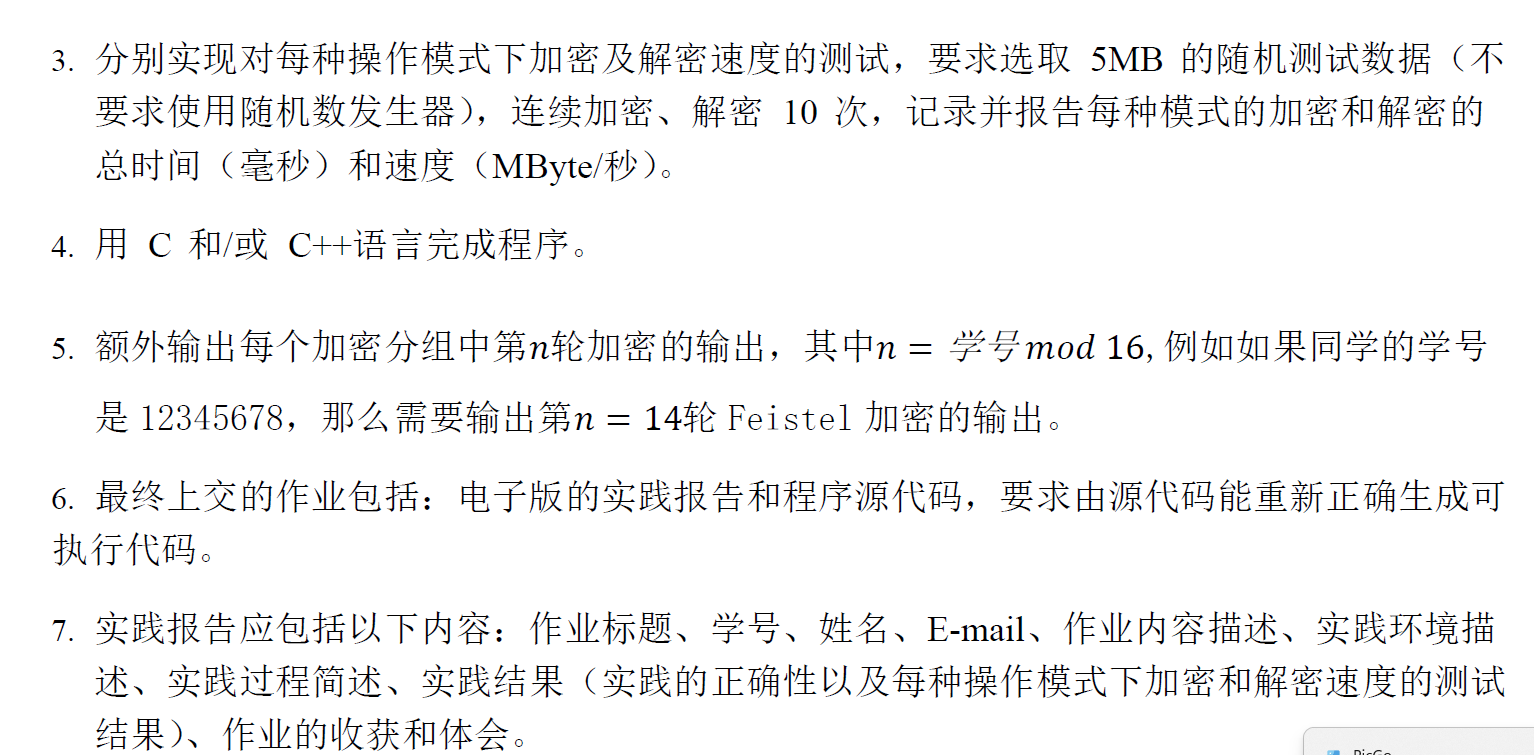 3. 分别实现对每种操作模式下加密及解密速度的测试，要求选取 5MB 的随机测试数据（不
要求使用随机数发生器），连续加密、解密 10 次，记录并报告每种模式的加密和解密的
总时间（毫秒）和速度（MByte/秒）。
4. 用 C 和/或 C++语言完成程序。
5. 额外输出每个加密分组中第n轮加密的输出，其中n = 学号mod 16, 例如如果同学的学号
是 12345678，那么需要输出第n = 14轮 Feistel 加密的输出。
6. 最终上交的作业包括：电子版的实践报告和程序源代码，要求由源代码能重新正确生成可
执行代码。
7. 实践报告应包括以下内容：作业标题、学号、姓名、E-mail、作业内容描述、实践环境描
述、实践过程简述、实践结果（实践的正确性以及每种操作模式下加密和解密速度的测试
结果）、作业的收获和体会。
PicGo